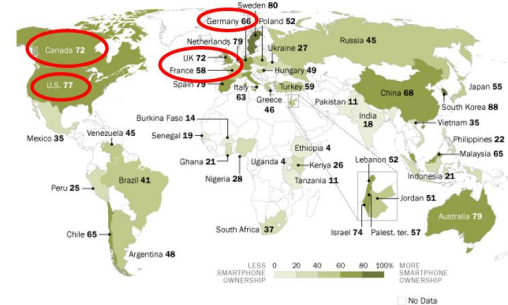 Sweden 80
Germany 66
Poland 52
Canada 72
Netherlands 79
Russia 45
Ukraine 27
UK 72
France 58
Hungary 49
U.S. 77
Spain 79
Italy 63
Turkey 59
China 68
Japan 55
Greece 46
Pakistan 11
South Korea 88
India 18
Burkina Faso 14
Vietnam 35
Mexico 35
Venezuela 45
Senegal 19
Ethiopia 4
Philippines 22
Lebanon 52
Malaysia 65
Ghana 21
Uganda 4
Kenya 26
Indonesia 21
Nigeria 28
Tanzania 11
Peru 25
Brazil 41
Jordan 51
Australia 79
South Africa 37
Israel 74
Palest. ter. 57
Chile 65
Argentina 48
LESS SMARTPHONE OWNERSHIP
0 20 40 60 80 100%
MORE SMARTPHONE OWNERSHIP
No Data